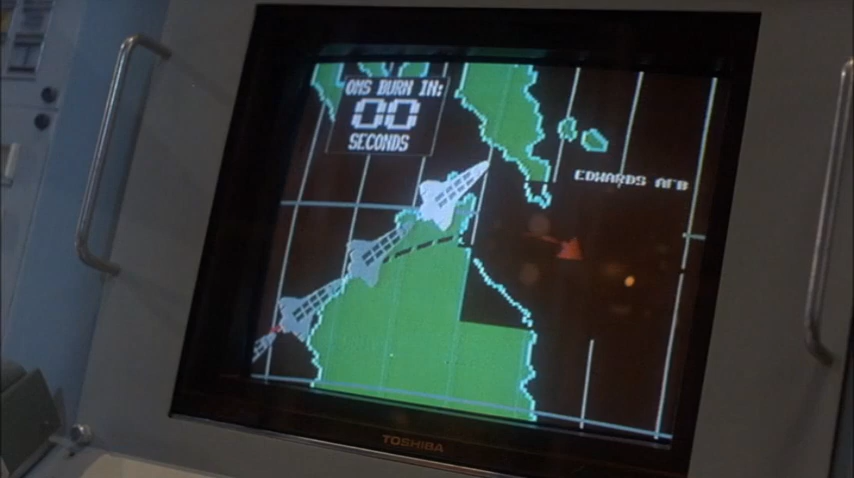 OMS BURN IN:
00
SECONDS
EDWARDS AFB
TOSHIBA